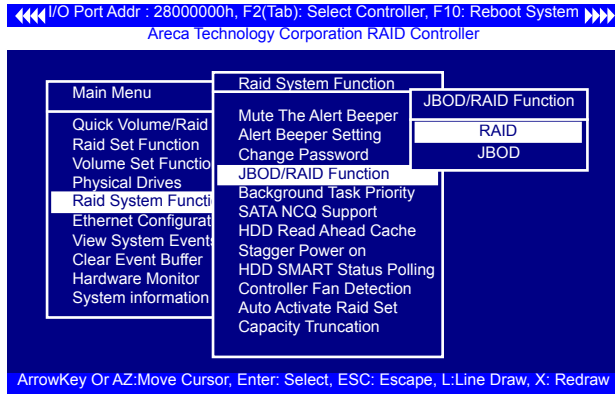 I/O Port Addr : 28000000h, F2(Tab): Select Controller, F10: Reboot System
Areca Technology Corporation RAID Controller
Main Menu
Quick Volume/Raid
Raid Set Function
Volume Set Functio
Physical Drives
Raid System Functi
Ethernet Configurat
View System Events
Clear Event Buffer
Hardware Monitor
System information
Raid System Function
Mute The Alert Beeper
Alert Beeper Setting
Change Password
JBOD/RAID Function
Background Task Priority
SATA NCQ Support
HDD Read Ahead Cache
Stagger Power on
HDD SMART Status Polling
Controller Fan Detection
Auto Activate Raid Set
Capacity Truncation
JBOD/RAID Function
RAID
JBOD
ArrowKey Or AZ:Move Cursor, Enter: Select, ESC: Escape, L:Line Draw, X: Redraw